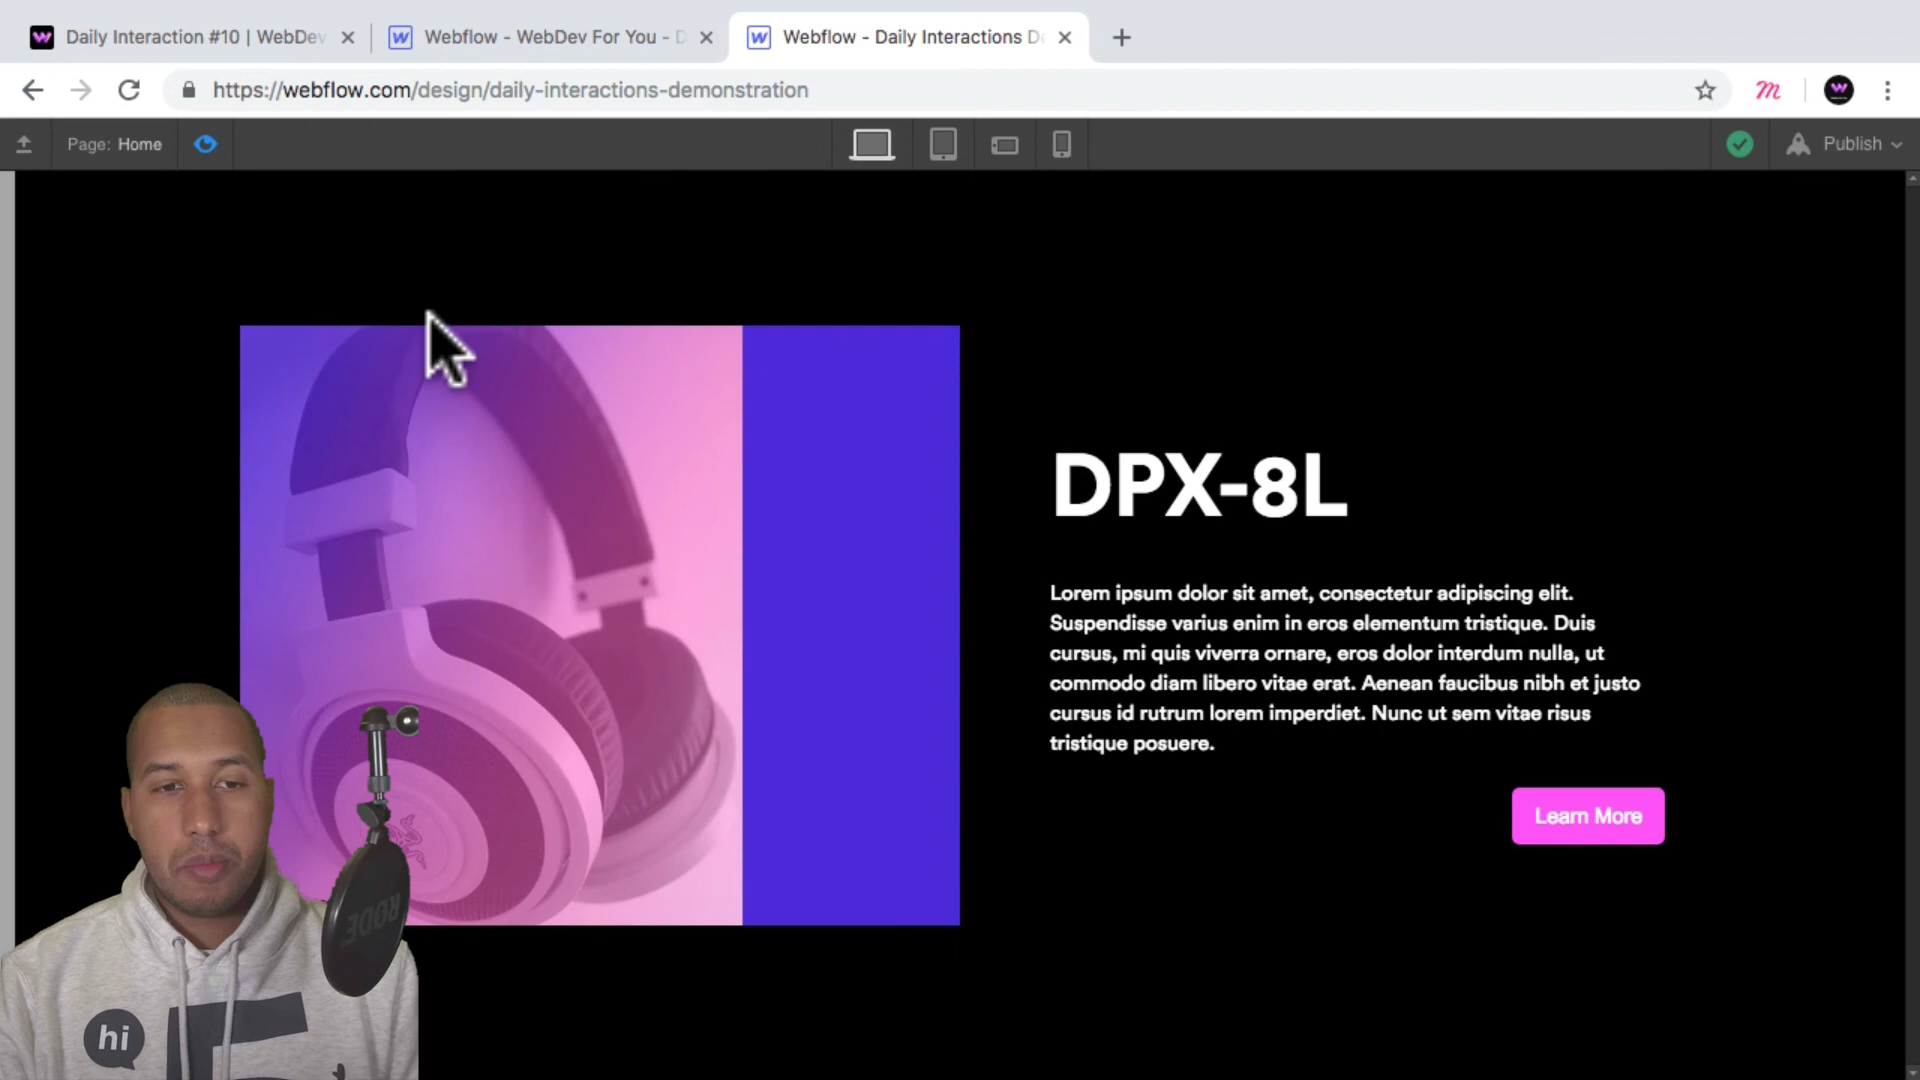 Daily Interaction #10 | WebDev
Webflow - WebDev For You - D
Webflow - Daily Interactions De
https://webflow.com/design/daily-interactions-demonstration
Page: Home
Publish
DPX-8L
Lorem ipsum dolor sit amet, consectetur adipiscing elit.
Suspendisse varius enim in eros elementum tristique. Duis
cursus, mi quis viverra ornare, eros dolor interdum nulla, ut
commodo diam libero vitae erat. Aenean faucibus nibh et justo
cursus id rutrum lorem imperdiet. Nunc ut sem vitae risus
tristique posuere.
Learn More
RØDE
hi